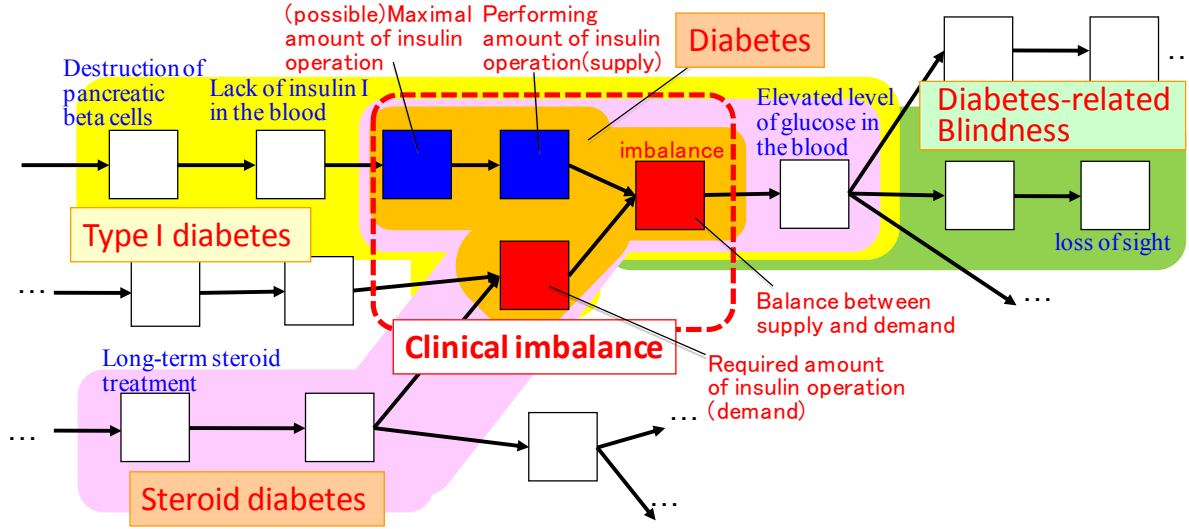 (possible)Maximal
amount of insulin
operation
Performing
amount of insulin
operation(supply)
Diabetes
...
Destruction of
pancreatic
beta cells
Lack of insulin I
in the blood
Elevated level
of glucose in
the blood
Diabetes-related
Blindness
imbalance
Type I diabetes
loss of sight
...
...
Balance between
supply and demand
Clinical imbalance
Long-term steroid
treatment
Required amount
of insulin operation
(demand)
...
...
Steroid diabetes
...